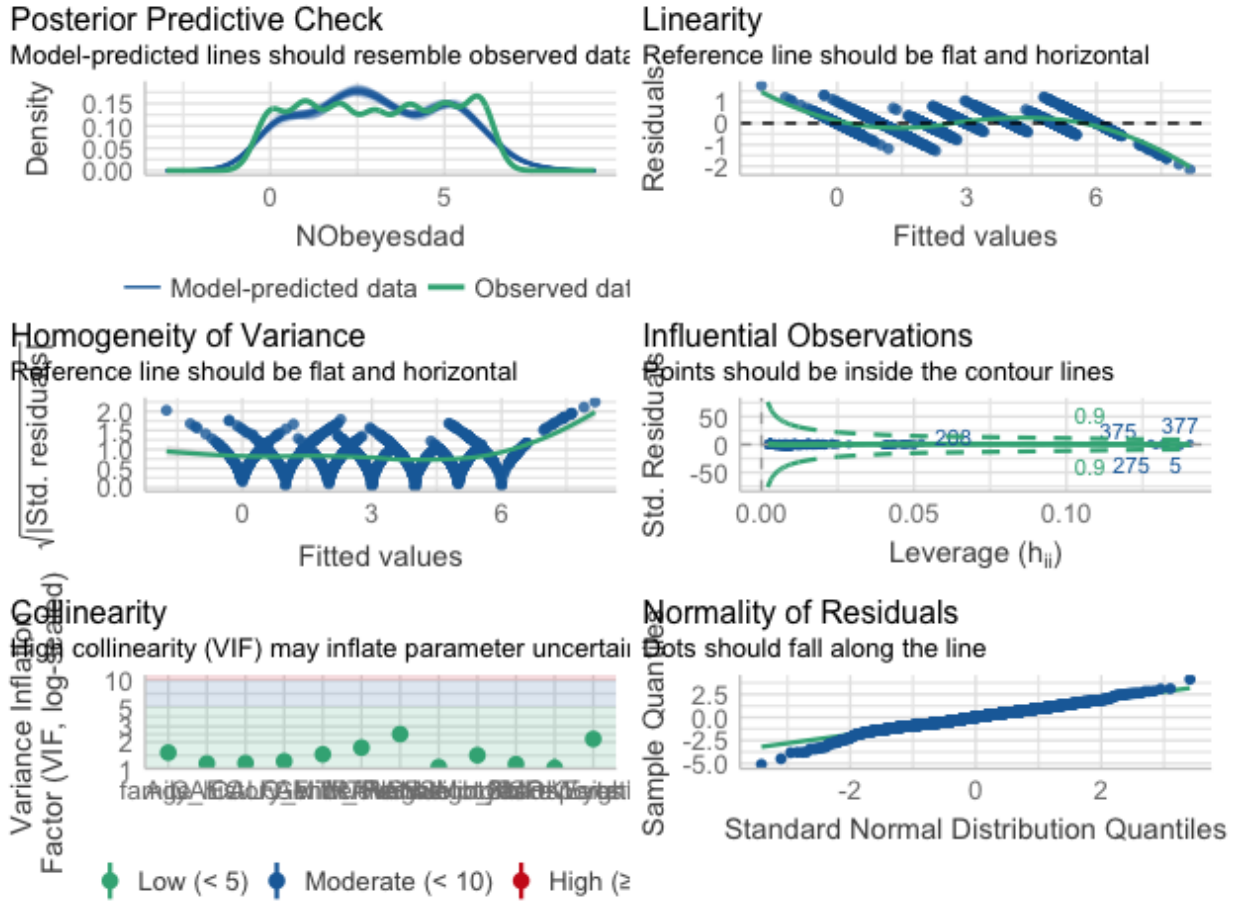 Posterior Predictive Check
Model-predicted lines should resemble observed data
Density
0.15
0.10
0.05
0.00
0 5
NObeyesdad
Model-predicted data Observed dat
Linearity
Reference line should be flat and horizontal
Residuals
1
0
-1
-2
0 3 6
Fitted values
Homogeneity of Variance
Reference line should be flat and horizontal
√|Std. residuals|
2.0
1.5
1.0
0.5
0.0
0 3 6
Fitted values
Influential Observations
Points should be inside the contour lines
Std. Residuals
50
0
-50
0.9
208 375 377
0.9 275 5
0.00 0.05 0.10
Leverage (hii)
Collinearity
High collinearity (VIF) may inflate parameter uncertain
Variance Inflation
Factor (VIF, log-scaled)
10
5
3
2
1
Low (< 5) Moderate (< 10) High (≥
Normality of Residuals
Dots should fall along the line
Sample Quantiles
2.5
0.0
-2.5
-5.0
-2 0 2
Standard Normal Distribution Quantiles